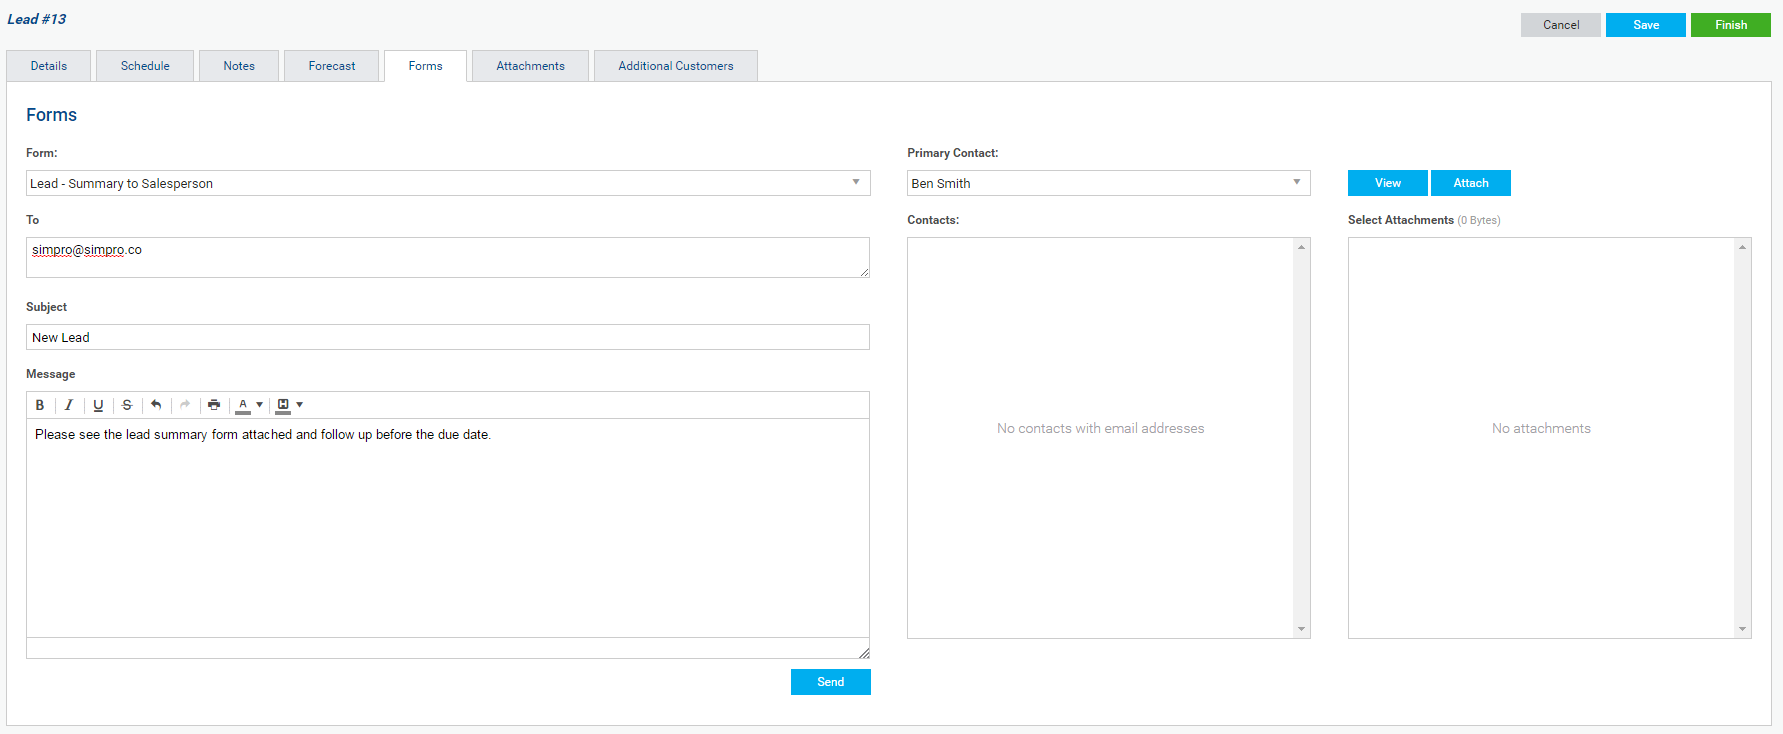 Lead #13
Cancel Save Finish
Details Schedule Notes Forecast Forms Attachments Additional Customers
Forms
Form: Primary Contact:
Lead - Summary to Salesperson Ben Smith View Attach
To Contacts: Select Attachments (0 Bytes)
simpro@simpro.co
Subject
New Lead
Message
B I U S A H
Please see the lead summary form attached and follow up before the due date.
No contacts with email addresses No attachments
Send